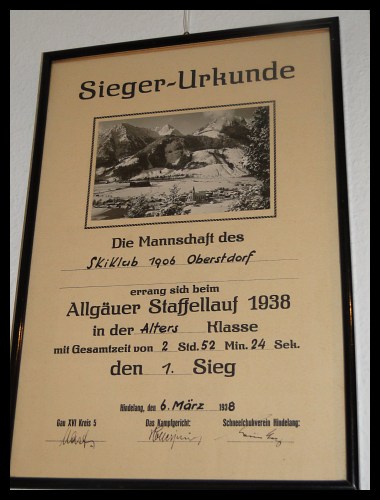 Sieger-Urkunde
Die Mannschaft des
Skiklub 1906 Oberstdorf
errang sich beim
Allgäuer Staffellauf 1938
in der Alters Klasse
mit Gesamtzeit von 2 Std. 52 Min. 24 Sek.
den 1. Sieg
Hindelang, den 6. März 1938
Gau XVI Kreis 5 Das Kampfgericht: Schneelaufverein Hindelang: